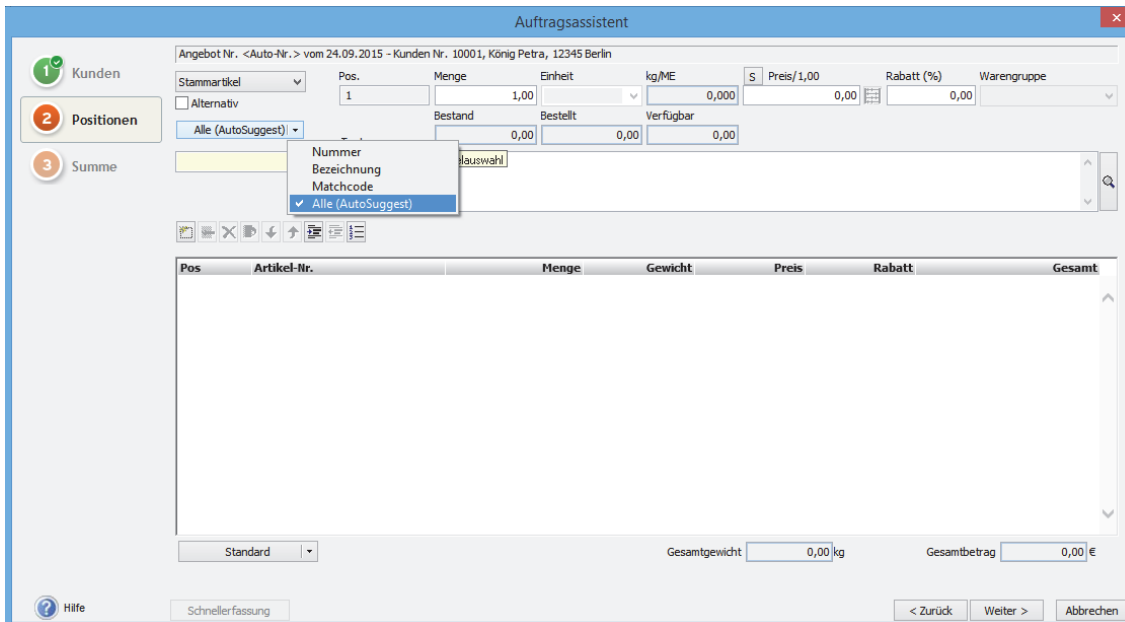 Auftragsassistent
Angebot Nr. <Auto-Nr.> vom 24.09.2015 - Kunden Nr. 10001, König Petra, 12345 Berlin
1 Kunden
2 Positionen
3 Summe
Stammartikel Pos. Menge Einheit kg/ME S Preis/1,00 Rabatt (%) Warengruppe
1 1,00 0,000 0,00 0,00
Alternativ
Bestand Bestellt Verfügbar
Alle (AutoSuggest) 0,00 0,00 0,00
Nummer
Bezeichnung
Matchcode
Alle (AutoSuggest)
Pos Artikel-Nr. Menge Gewicht Preis Rabatt Gesamt
Standard Gesamtgewicht 0,00 kg Gesamtbetrag 0,00 €
Hilfe Schnellerfassung < Zurück Weiter > Abbrechen